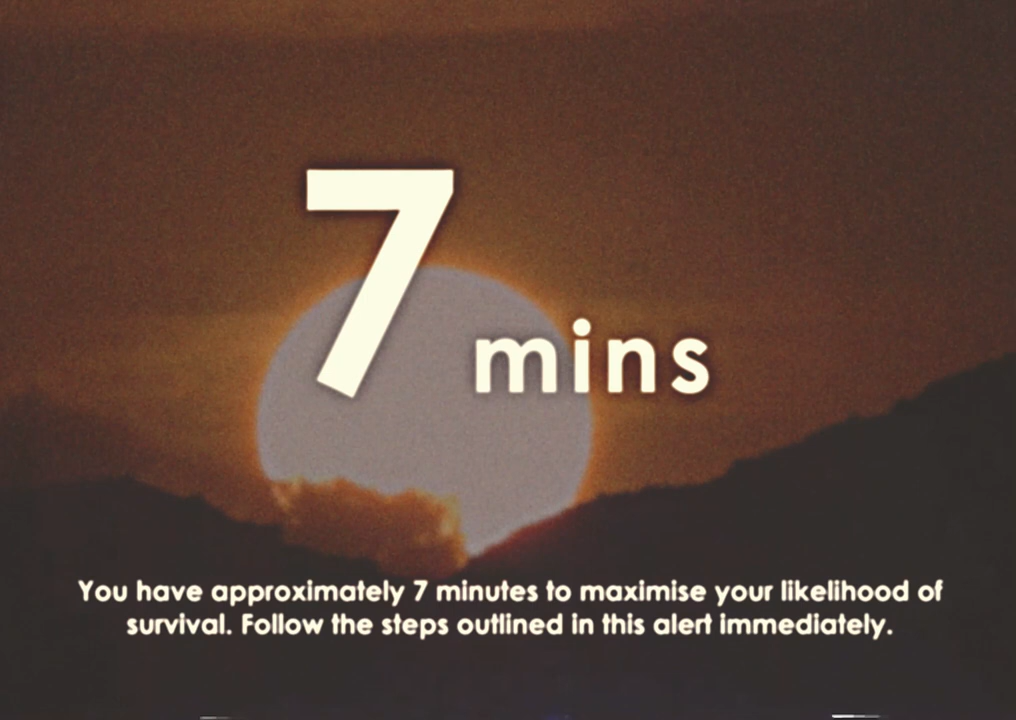 7 mins
You have approximately 7 minutes to maximise your likelihood of
survival. Follow the steps outlined in this alert immediately.